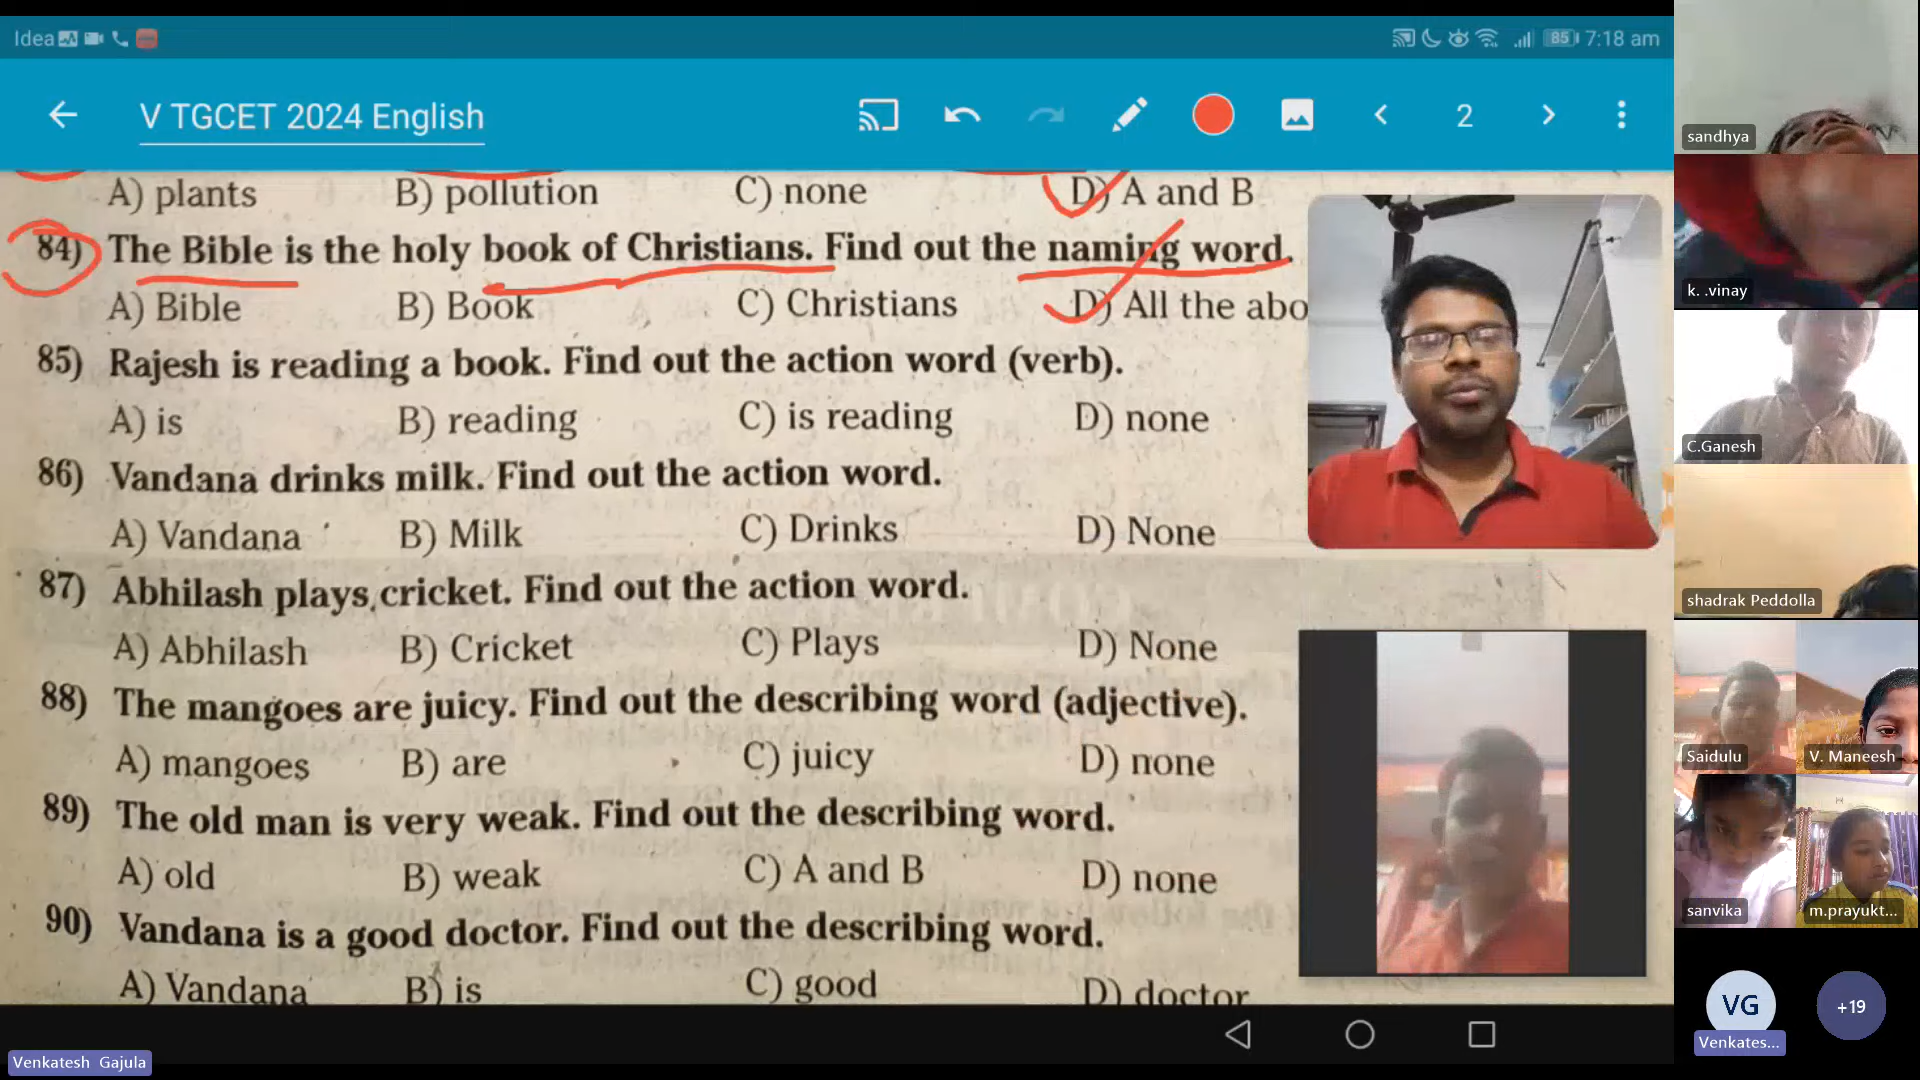 Idea 85 7:18 am
V TGCET 2024 English 2
A) plants B) pollution C) none D) A and B
84) The Bible is the holy book of Christians. Find out the naming word.
A) Bible B) Book C) Christians D) All the abo
85) Rajesh is reading a book. Find out the action word (verb).
A) is B) reading C) is reading D) none
86) Vandana drinks milk. Find out the action word.
A) Vandana B) Milk C) Drinks D) None
87) Abhilash plays cricket. Find out the action word.
A) Abhilash B) Cricket C) Plays D) None
88) The mangoes are juicy. Find out the describing word (adjective).
A) mangoes B) are C) juicy D) none
89) The old man is very weak. Find out the describing word.
A) old B) weak C) A and B D) none
90) Vandana is a good doctor. Find out the describing word.
A) Vandana B) is C) good D) doctor
Venkatesh Gajula
sandhya
k. .vinay
C.Ganesh
shadrak Peddolla
Saidulu V. Maneesh
sanvika m.prayukt...
VG +19
Venkates...